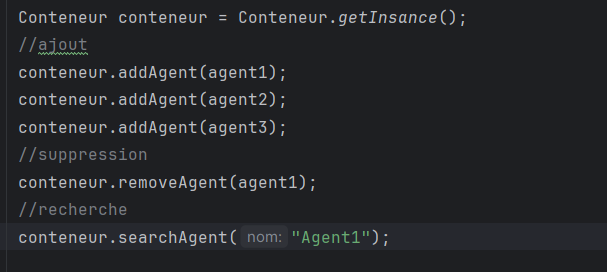 Conteneur conteneur = Conteneur.getInsance();
//ajout
conteneur.addAgent(agent1);
conteneur.addAgent(agent2);
conteneur.addAgent(agent3);
//suppression
conteneur.removeAgent(agent1);
//recherche
conteneur.searchAgent( nom: "Agent1");